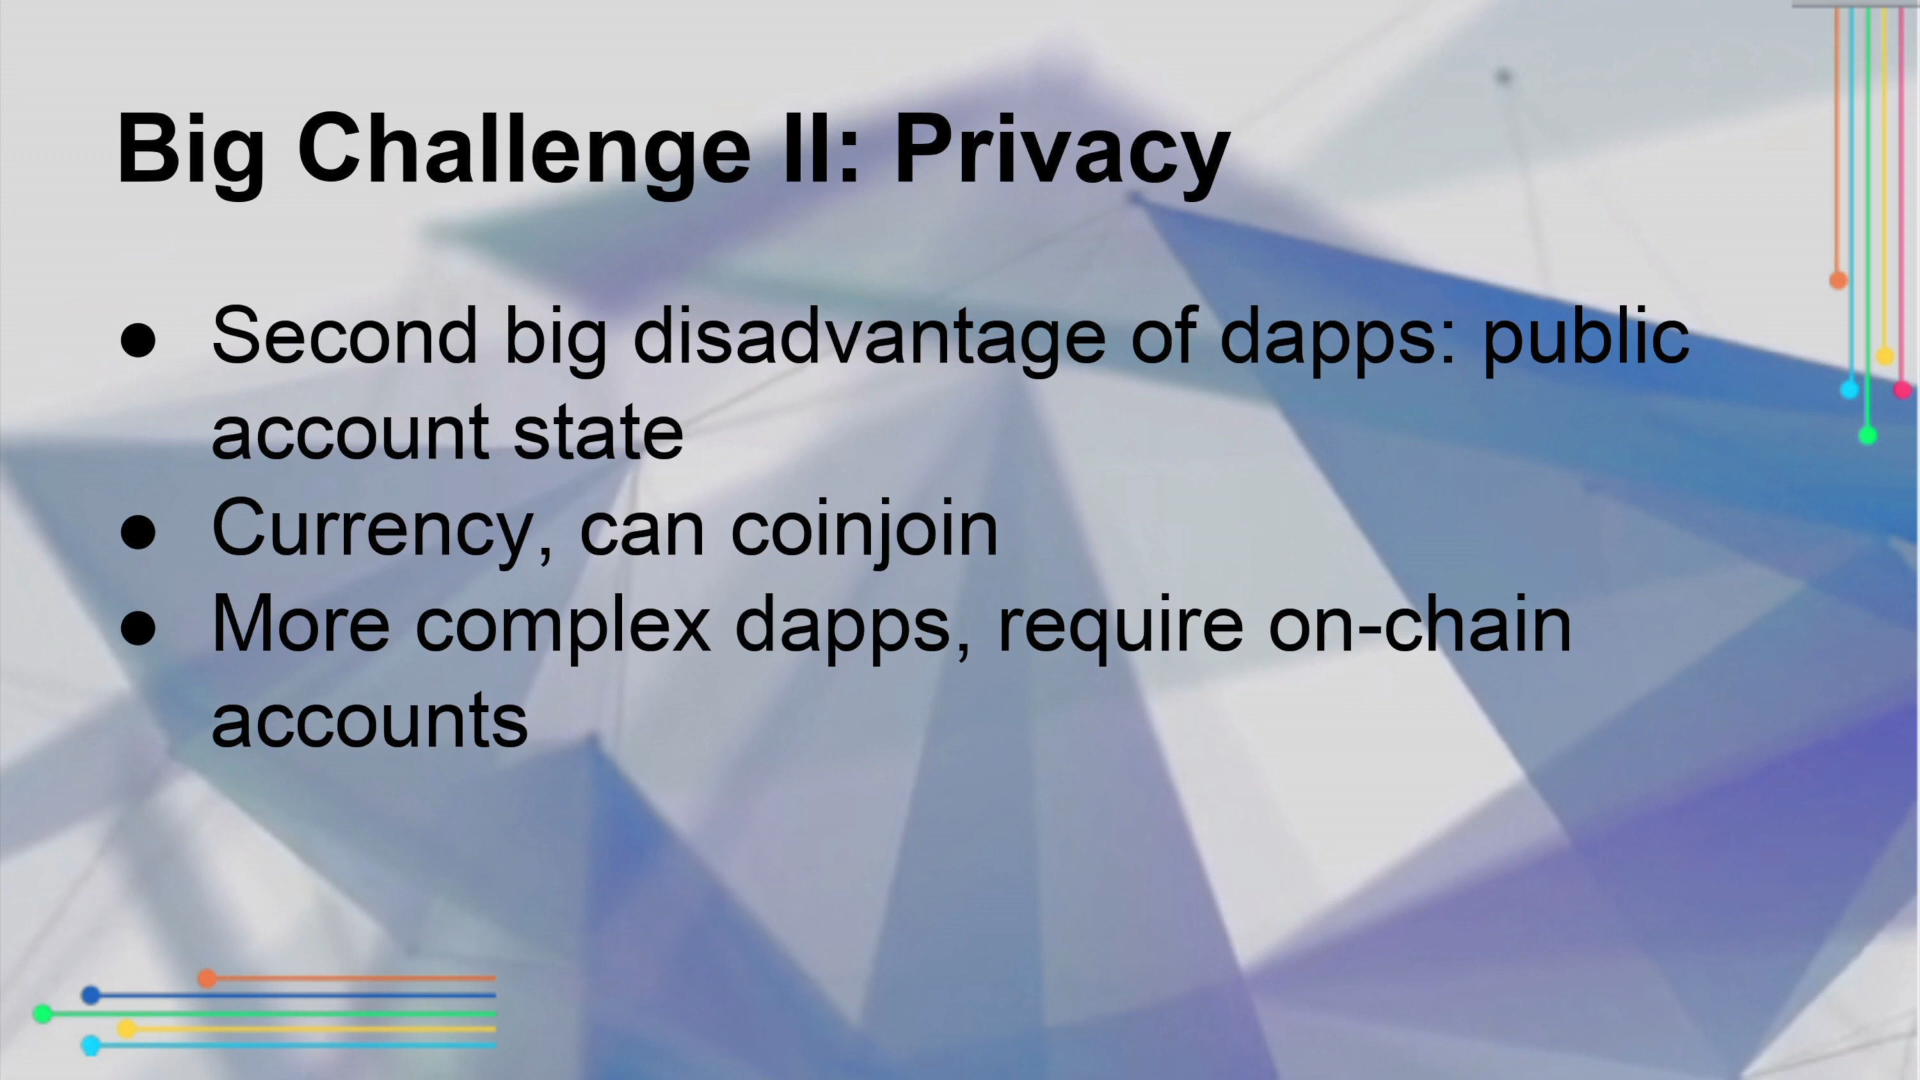 Big Challenge II: Privacy
● Second big disadvantage of dapps: public
account state
● Currency, can coinjoin
● More complex dapps, require on-chain
accounts